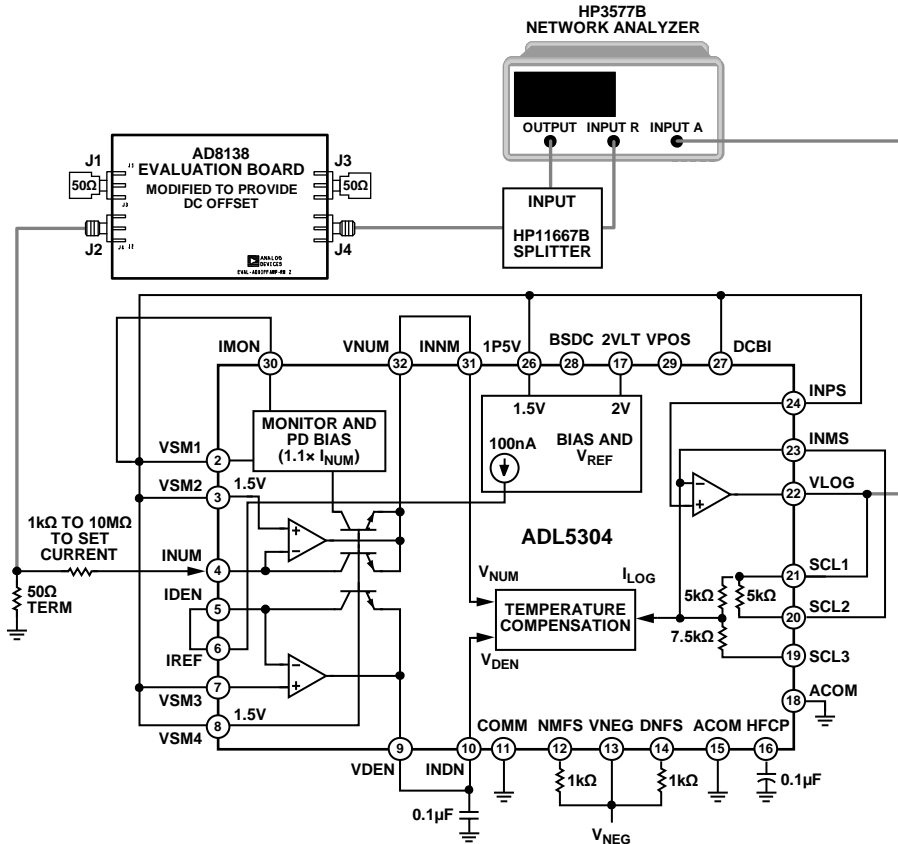 HP3577B
NETWORK ANALYZER
OUTPUT INPUT R INPUT A
AD8138
EVALUATION BOARD
MODIFIED TO PROVIDE
DC OFFSET
J1
50Ω
J2
J3
50Ω
J4
ANALOG
DEVICES
INPUT
HP11667B
SPLITTER
IMON
30
VNUM
32
INNM
31
1P5V
26
BSDC
28
2VLT
17
VPOS
29
DCBI
27
INPS
24
INMS
23
VLOG
22
SCL1
21
SCL2
20
SCL3
19
ACOM
18
MONITOR AND
PD BIAS
(1.1× INUM)
1.5V
2V
100nA
BIAS AND
VREF
VSM1
2
VSM2
3
1.5V
1kΩ TO 10MΩ
TO SET
CURRENT
INUM
4
50Ω
TERM
IDEN
5
IREF
6
VSM3
7
VSM4
8
1.5V
+
−
−
+
−
+
ADL5304
VNUM
ILOG
TEMPERATURE
COMPENSATION
VDEN
5kΩ
5kΩ
7.5kΩ
VDEN
9
INDN
10
COMM
11
NMFS
12
VNEG
13
DNFS
14
ACOM
15
HFCP
16
0.1µF
1kΩ
1kΩ
0.1µF
VNEG